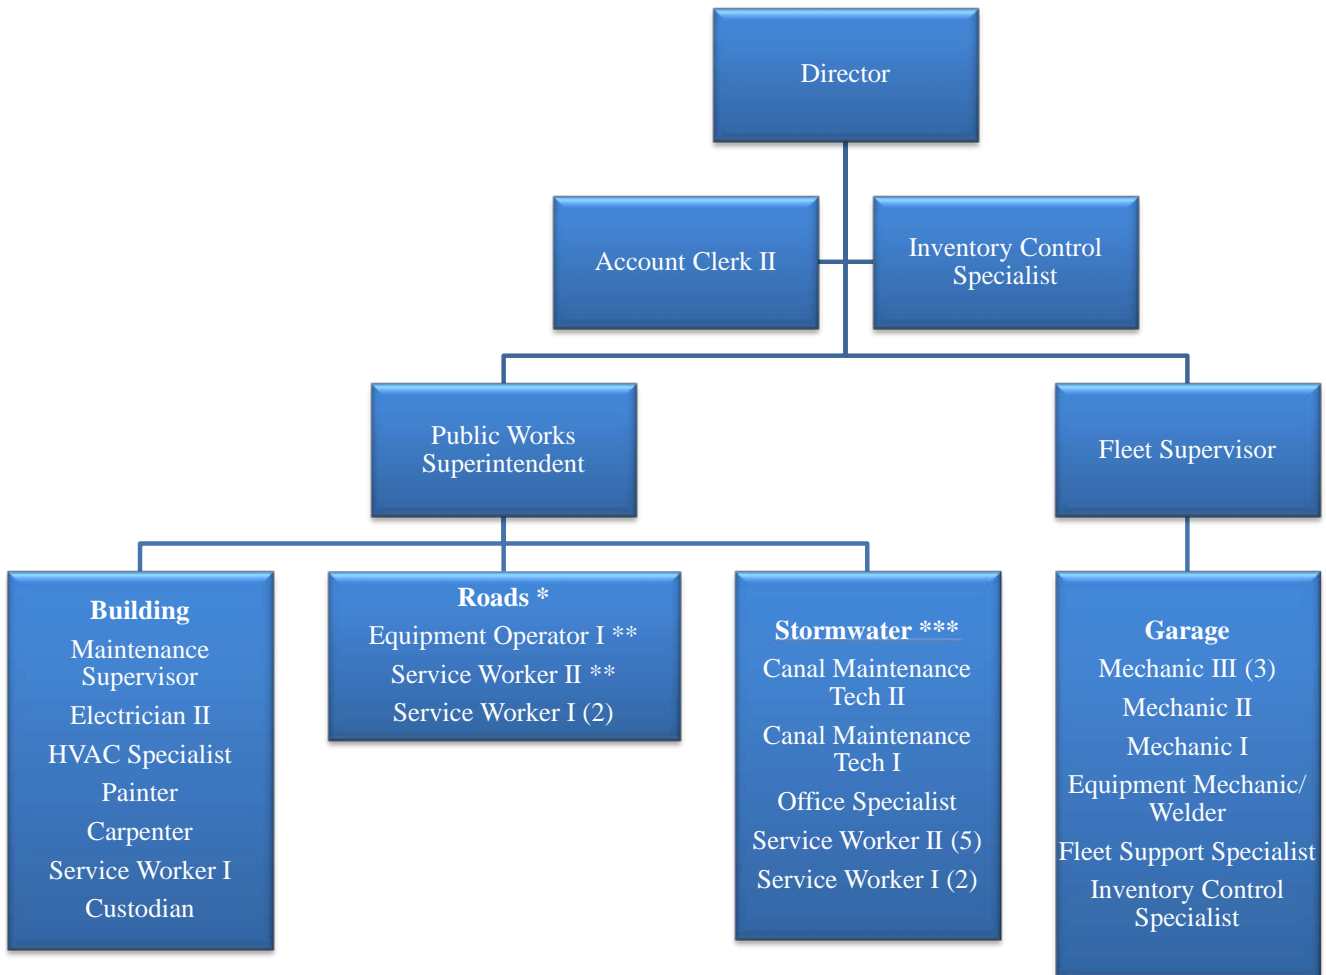 Director
Account Clerk II
Inventory Control
Specialist
Public Works
Superintendent
Fleet Supervisor
Building
Maintenance
Supervisor
Electrician II
HVAC Specialist
Painter
Carpenter
Service Worker I
Custodian
Roads *
Equipment Operator I **
Service Worker II **
Service Worker I (2)
Stormwater ***
Canal Maintenance
Tech II
Canal Maintenance
Tech I
Office Specialist
Service Worker II (5)
Service Worker I (2)
Garage
Mechanic III (3)
Mechanic II
Mechanic I
Equipment Mechanic/
Welder
Fleet Support Specialist
Inventory Control
Specialist